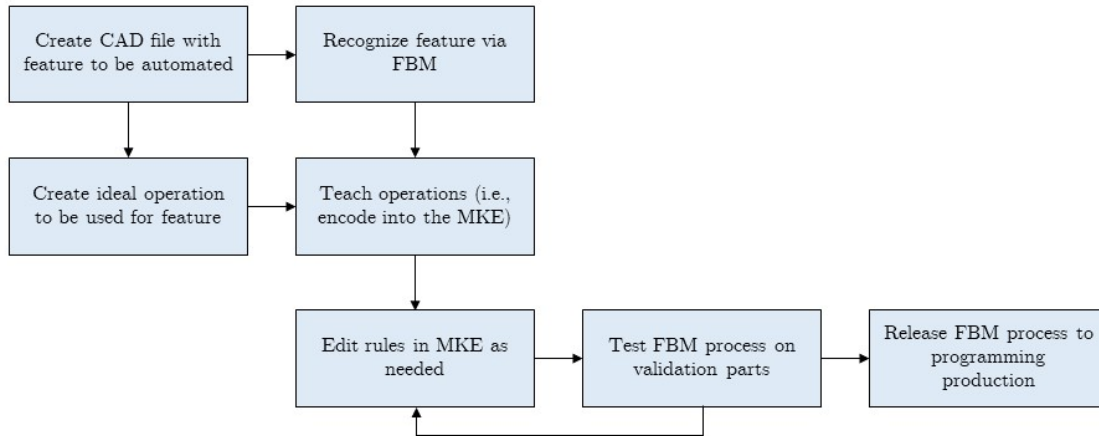 Create CAD file with
feature to be automated
Recognize feature via
FBM
Create ideal operation
to be used for feature
Teach operations (i.e.,
encode into the MKE)
Edit rules in MKE as
needed
Test FBM process on
validation parts
Release FBM process to
programming
production